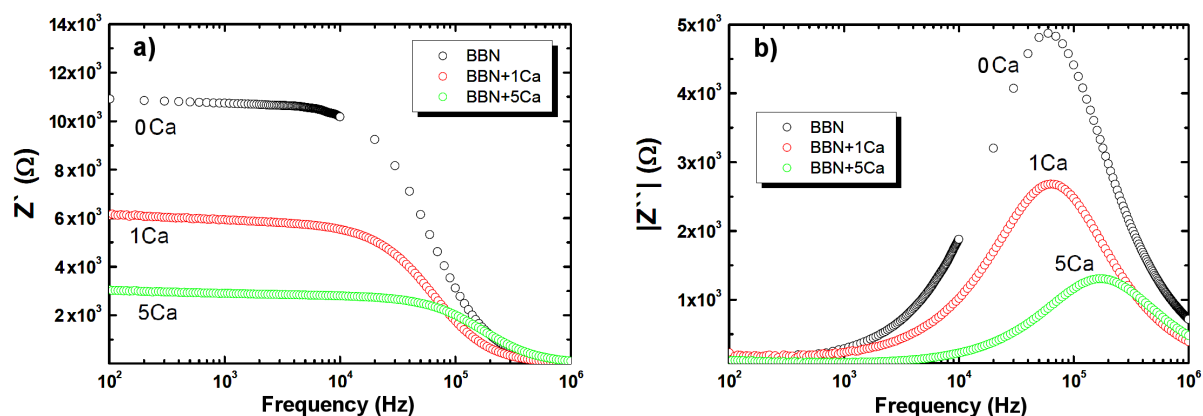 a)
14x10³
12x10³
10x10³
8x10³
6x10³
4x10³
2x10³
Z` (Ω)
BBN
BBN+1Ca
BBN+5Ca
0Ca
1Ca
5Ca
10² 10³ 10⁴ 10⁵ 10⁶
Frequency (Hz)
b)
5x10³
4x10³
3x10³
2x10³
1x10³
|Z``| (Ω)
BBN
BBN+1Ca
BBN+5Ca
0Ca
1Ca
5Ca
10² 10³ 10⁴ 10⁵ 10⁶
Frequency (Hz)